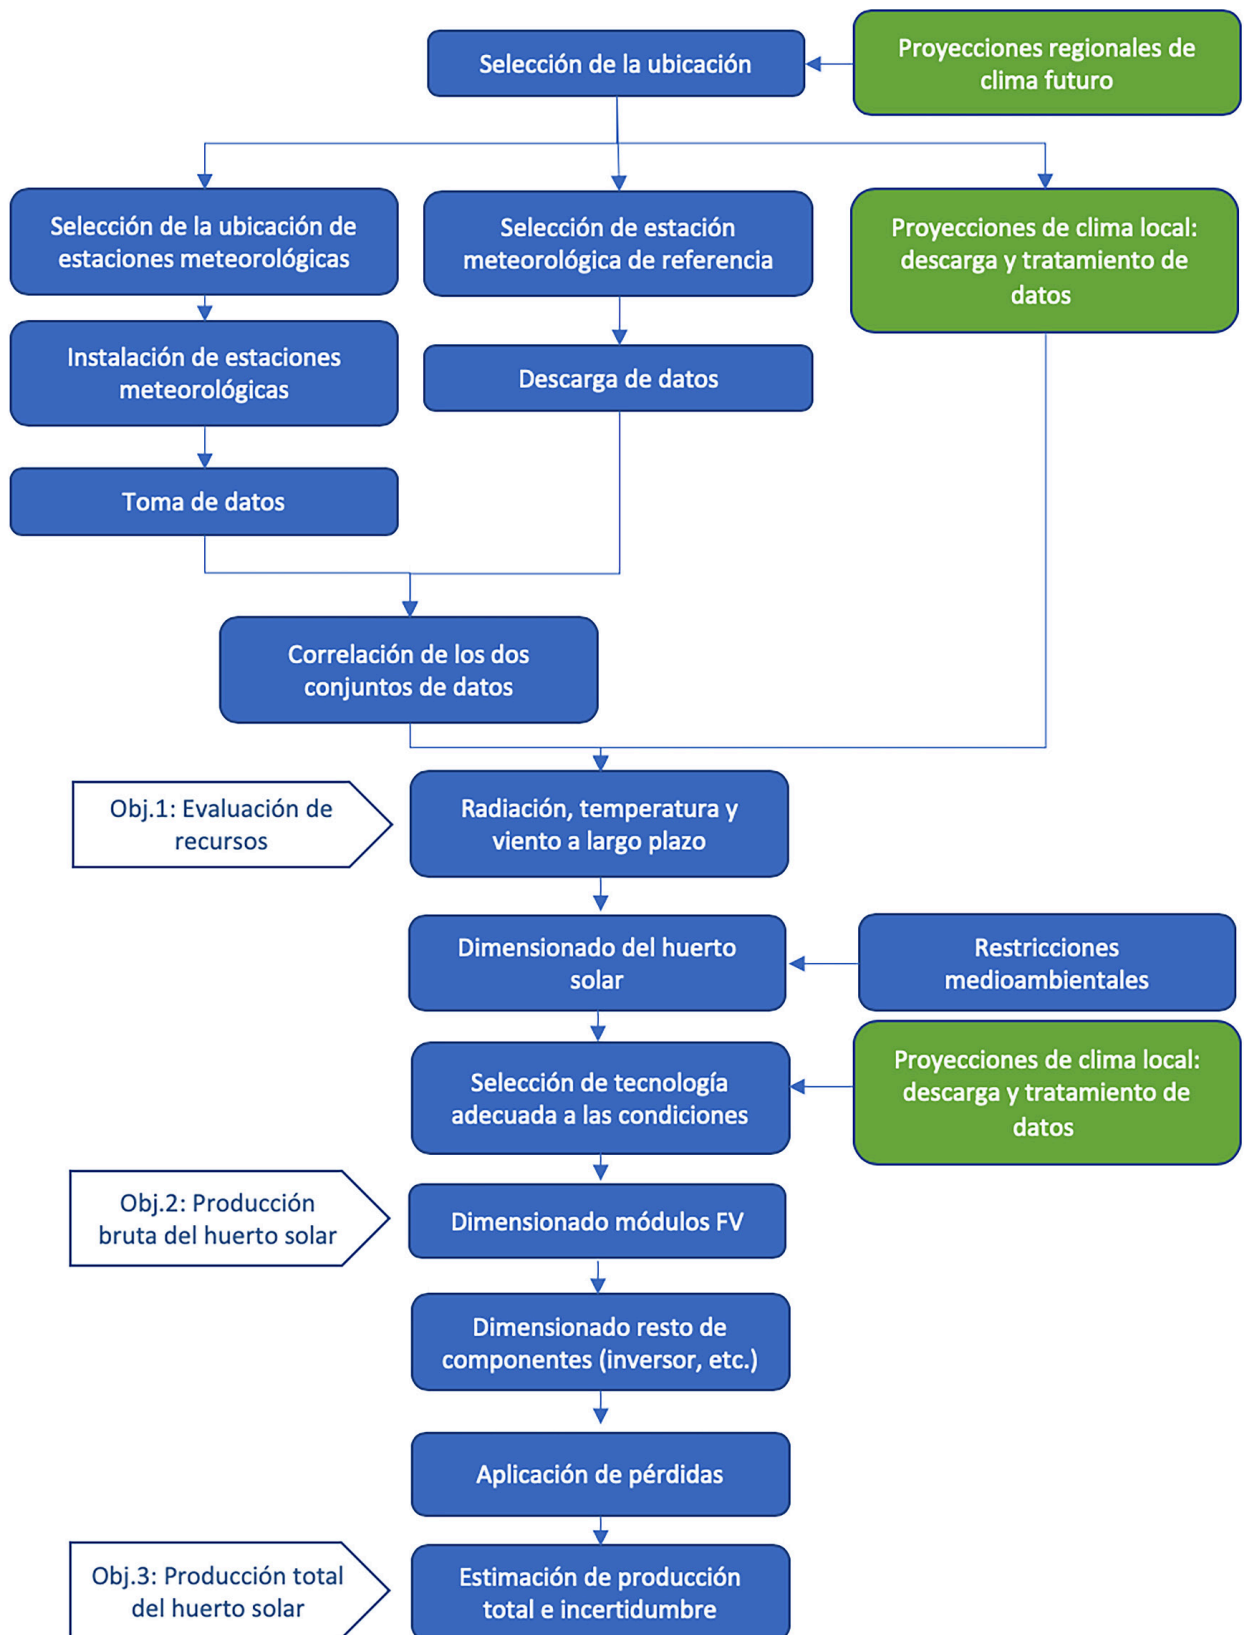 Selección de la ubicación
Proyecciones regionales de
clima futuro
Selección de la ubicación de
estaciones meteorológicas
Selección de estación
meteorológica de referencia
Proyecciones de clima local:
descarga y tratamiento de
datos
Instalación de estaciones
meteorológicas
Descarga de datos
Toma de datos
Correlación de los dos
conjuntos de datos
Obj.1: Evaluación de
recursos
Radiación, temperatura y
viento a largo plazo
Dimensionado del huerto
solar
Restricciones
medioambientales
Selección de tecnología
adecuada a las condiciones
Proyecciones de clima local:
descarga y tratamiento de
datos
Obj.2: Producción
bruta del huerto solar
Dimensionado módulos FV
Dimensionado resto de
componentes (inversor, etc.)
Aplicación de pérdidas
Obj.3: Producción total
del huerto solar
Estimación de producción
total e incertidumbre